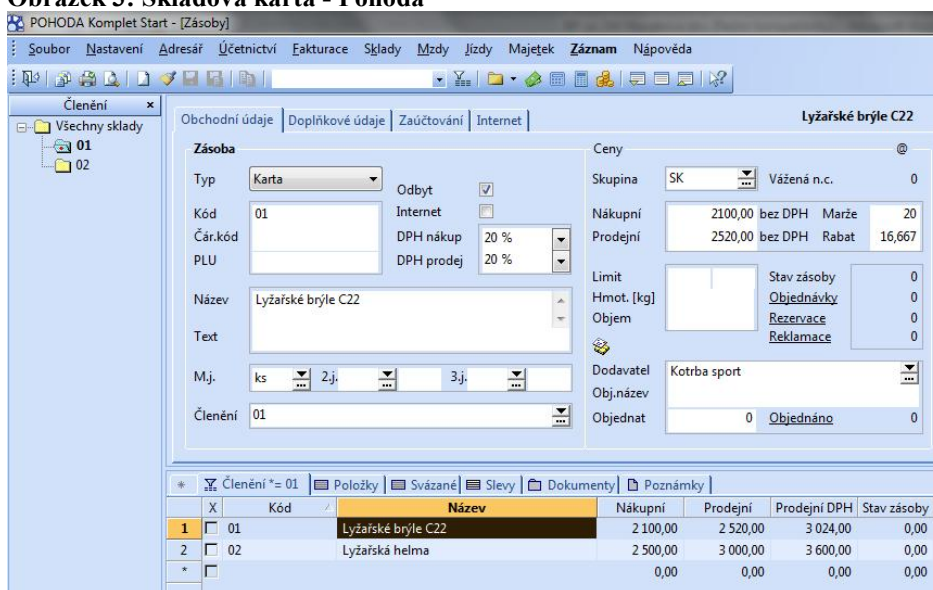 Obrázek 3: Skladová karta - Pohoda
POHODA Komplet Start - [Zásoby]
Soubor Nastavení Adresář Účetnictví Fakturace Sklady Mzdy Jízdy Majetek Záznam Nápověda
Členění x
Všechny sklady
01
02
Obchodní údaje Doplňkové údaje Zaúčtování Internet Lyžařské brýle C22
Zásoba
Typ Karta Odbyt
Kód 01 Internet
Čár.kód DPH nákup 20 %
PLU DPH prodej 20 %
Název Lyžařské brýle C22
Text
M.j. ks 2.j. 3.j.
Členění 01
Ceny @
Skupina SK Vážená n.c. 0
Nákupní 2100,00 bez DPH Marže 20
Prodejní 2520,00 bez DPH Rabat 16,667
Limit Stav zásoby 0
Hmot. [kg] Objednávky 0
Objem Rezervace 0
Reklamace 0
Dodavatel Kotrba sport
Obj.název
Objednat 0 Objednáno 0
* Členění *= 01 Položky Svázané Slevy Dokumenty Poznámky
X Kód Název Nákupní Prodejní Prodejní DPH Stav zásoby
1 01 Lyžařské brýle C22 2 100,00 2 520,00 3 024,00 0,00
2 02 Lyžařská helma 2 500,00 3 000,00 3 600,00 0,00
* 0,00 0,00 0,00 0,00